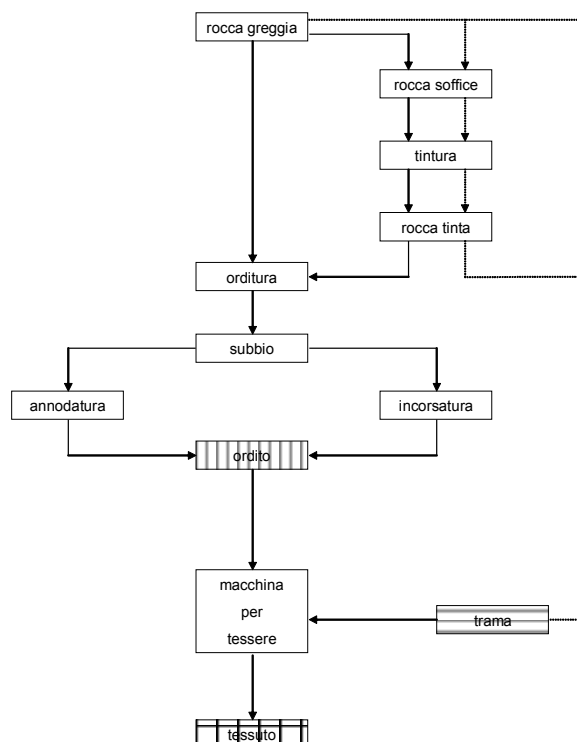 rocca greggia
rocca soffice
tintura
rocca tinta
orditura
subbio
annodatura
incorsatura
ordito
macchina
per
tessere
trama
tessuto